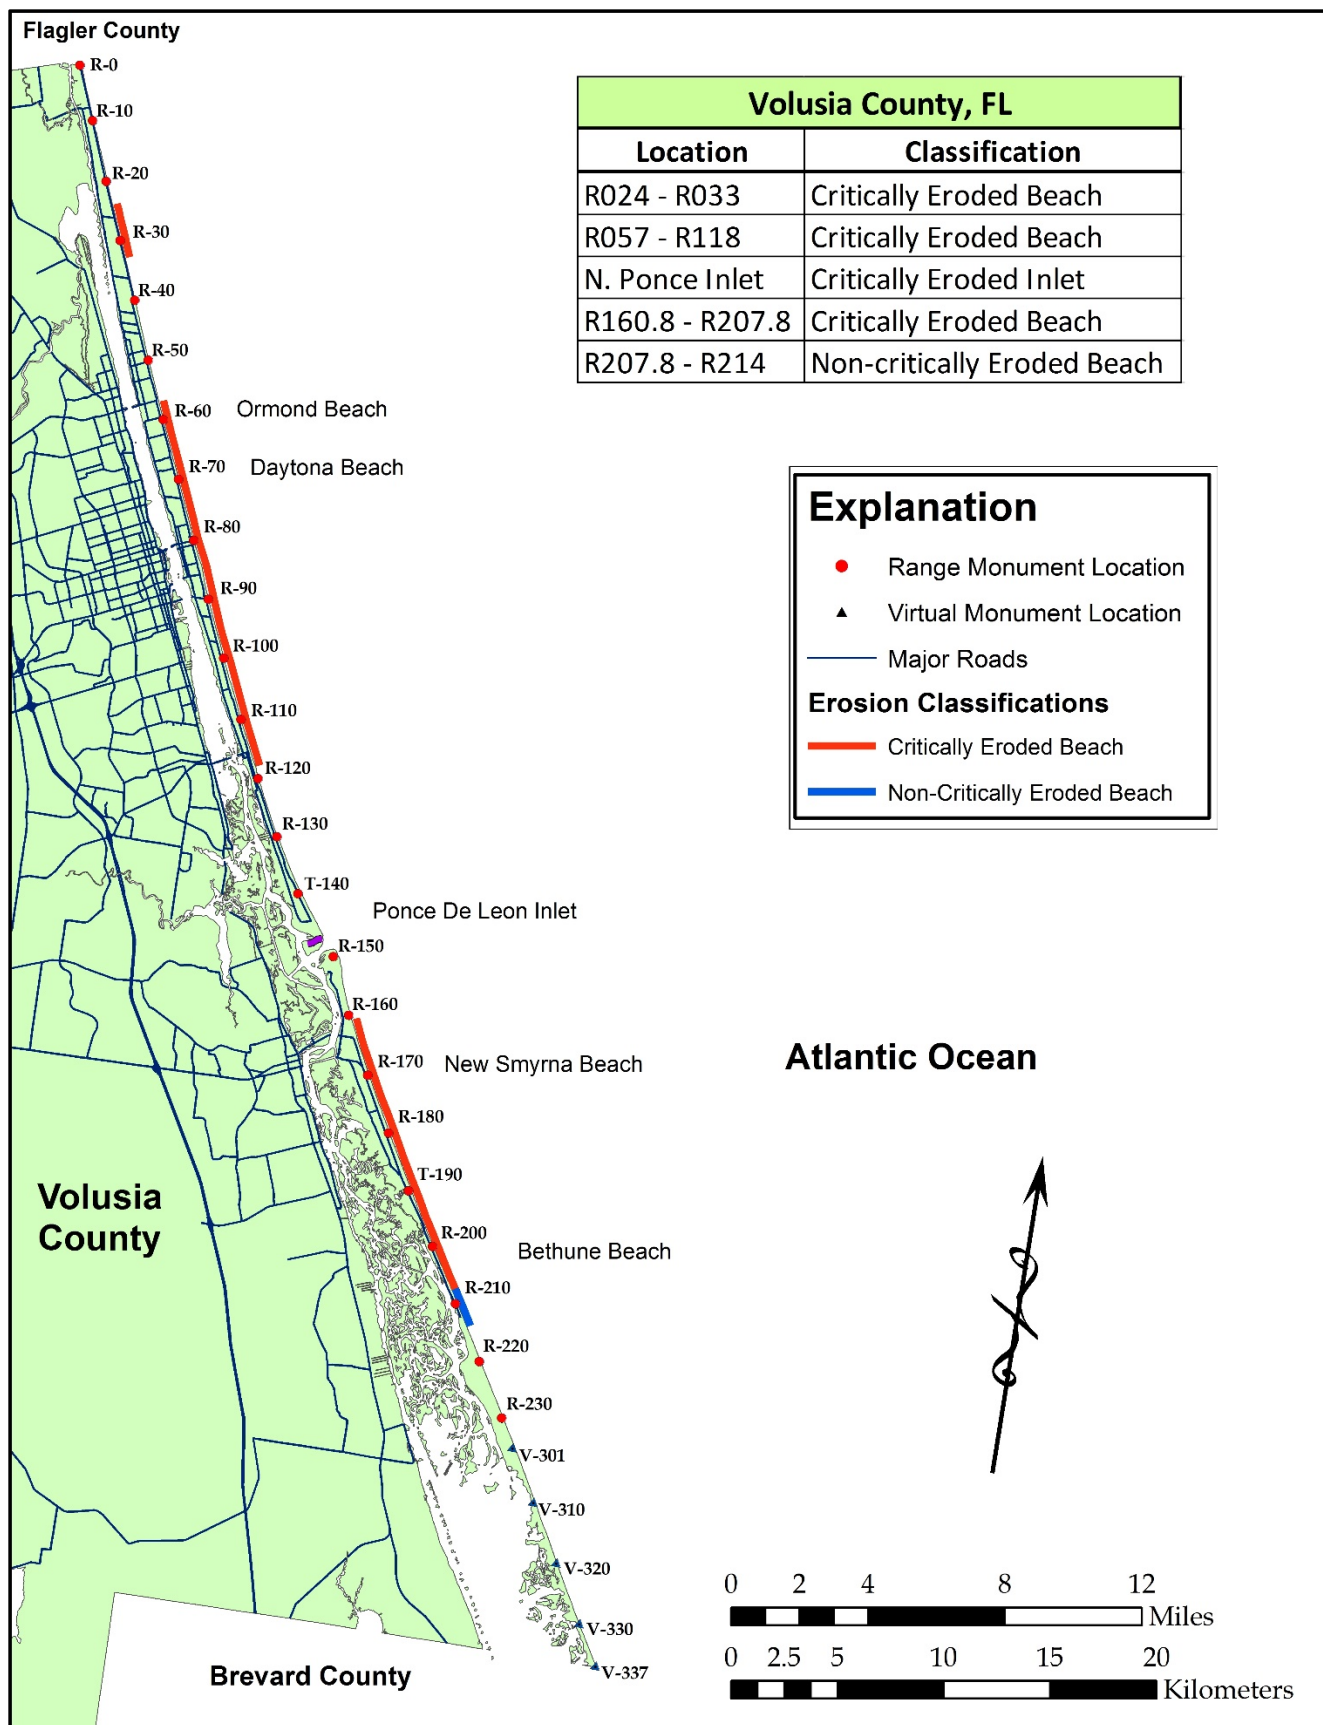 Flagler County
R-0
R-10
R-20
R-30
R-40
R-50
R-60
Ormond Beach
R-70
Daytona Beach
R-80
R-90
R-100
R-110
R-120
R-130
T-140
Ponce De Leon Inlet
R-150
R-160
R-170
New Smyrna Beach
R-180
T-190
R-200
Bethune Beach
R-210
R-220
R-230
V-301
V-310
V-320
V-330
V-337
Volusia
County
Brevard County
Atlantic Ocean
Volusia County, FL
Location Classification
R024 - R033 Critically Eroded Beach
R057 - R118 Critically Eroded Beach
N. Ponce Inlet Critically Eroded Inlet
R160.8 - R207.8 Critically Eroded Beach
R207.8 - R214 Non-critically Eroded Beach
Explanation
Range Monument Location
Virtual Monument Location
Major Roads
Erosion Classifications
Critically Eroded Beach
Non-Critically Eroded Beach
N
0 2 4 8 12
Miles
0 2.5 5 10 15 20
Kilometers